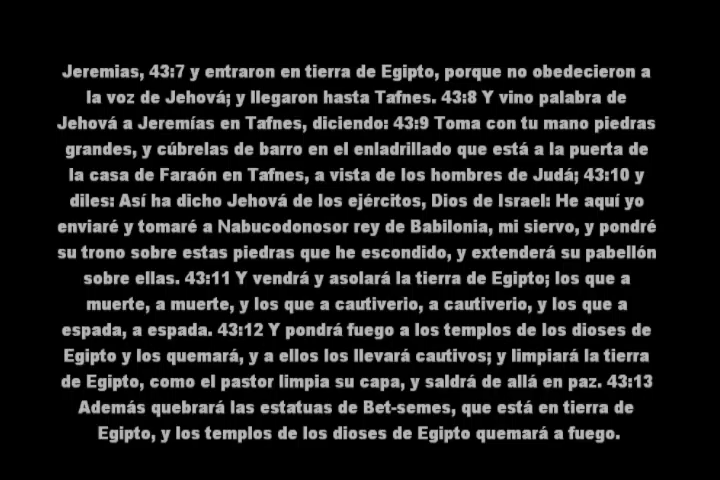 Jeremias, 43:7 y entraron en tierra de Egipto, porque no obedecieron a
la voz de Jehová; y llegaron hasta Tafnes. 43:8 Y vino palabra de
Jehová a Jeremías en Tafnes, diciendo: 43:9 Toma con tu mano piedras
grandes, y cúbrelas de barro en el enladrillado que está a la puerta de
la casa de Faraón en Tafnes, a vista de los hombres de Judá; 43:10 y
diles: Así ha dicho Jehová de los ejércitos, Dios de Israel: He aquí yo
enviaré y tomaré a Nabucodonosor rey de Babilonia, mi siervo, y pondré
su trono sobre estas piedras que he escondido, y extenderá su pabellón
sobre ellas. 43:11 Y vendrá y asolará la tierra de Egipto; los que a
muerte, a muerte, y los que a cautiverio, a cautiverio, y los que a
espada, a espada. 43:12 Y pondrá fuego a los templos de los dioses de
Egipto y los quemará, y a ellos los llevará cautivos; y limpiará la tierra
de Egipto, como el pastor limpia su capa, y saldrá de allá en paz. 43:13
Además quebrará las estatuas de Bet-semes, que está en tierra de
Egipto, y los templos de los dioses de Egipto quemará a fuego.